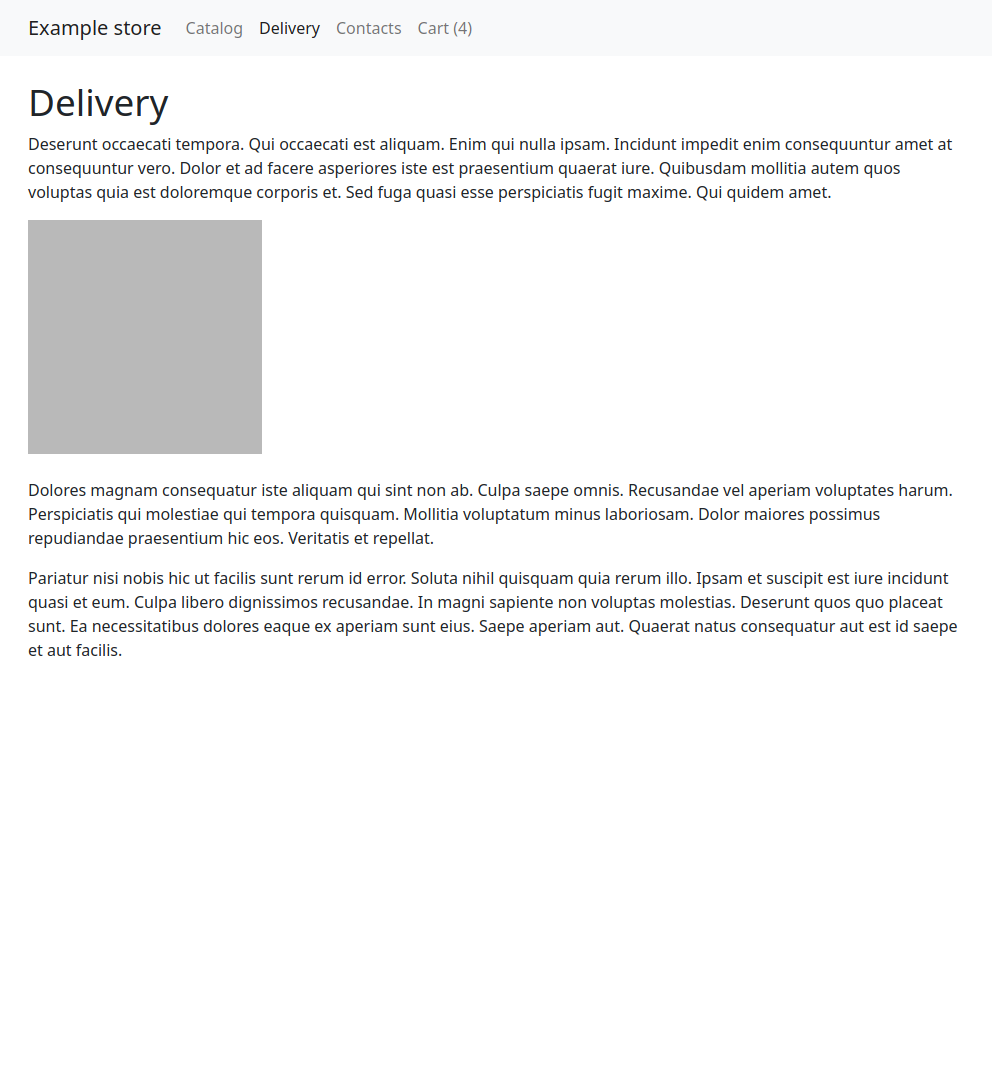 Example store Catalog Delivery Contacts Cart (4)
Delivery
Deserunt occaecati tempora. Qui occaecati est aliquam. Enim qui nulla ipsam. Incidunt impedit enim consequuntur amet at
consequuntur vero. Dolor et ad facere asperiores iste est praesentium quaerat iure. Quibusdam mollitia autem quos
voluptas quia est doloremque corporis et. Sed fuga quasi esse perspiciatis fugit maxime. Qui quidem amet.
Dolores magnam consequatur iste aliquam qui sint non ab. Culpa saepe omnis. Recusandae vel aperiam voluptates harum.
Perspiciatis qui molestiae qui tempora quisquam. Mollitia voluptatum minus laboriosam. Dolor maiores possimus
repudiandae praesentium hic eos. Veritatis et repellat.
Pariatur nisi nobis hic ut facilis sunt rerum id error. Soluta nihil quisquam quia rerum illo. Ipsam et suscipit est iure incidunt
quasi et eum. Culpa libero dignissimos recusandae. In magni sapiente non voluptas molestias. Deserunt quos quo placeat
sunt. Ea necessitatibus dolores eaque ex aperiam sunt eius. Saepe aperiam aut. Quaerat natus consequatur aut est id saepe
et aut facilis.